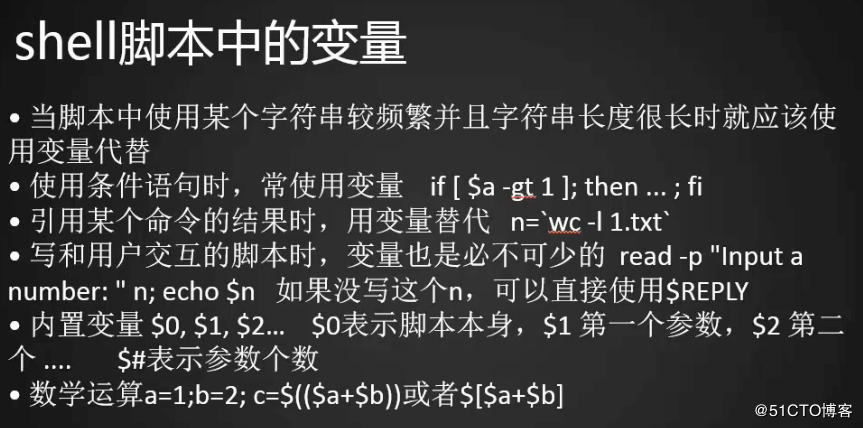 shell脚本中的变量
• 当脚本中使用某个字符串较频繁并且字符串长度很长时就应该使
用变量代替
• 使用条件语句时，常使用变量 if [ $a -gt 1 ]; then ... ; fi
• 引用某个命令的结果时，用变量替代 n=`wc -l 1.txt`
• 写和用户交互的脚本时，变量也是必不可少的 read -p "Input a
number: " n; echo $n 如果没写这个n，可以直接使用$REPLY
• 内置变量 $0, $1, $2… $0表示脚本本身，$1 第一个参数，$2 第二
个 .... $#表示参数个数
• 数学运算a=1;b=2; c=$(($a+$b))或者$[$a+$b]
@51CTO博客